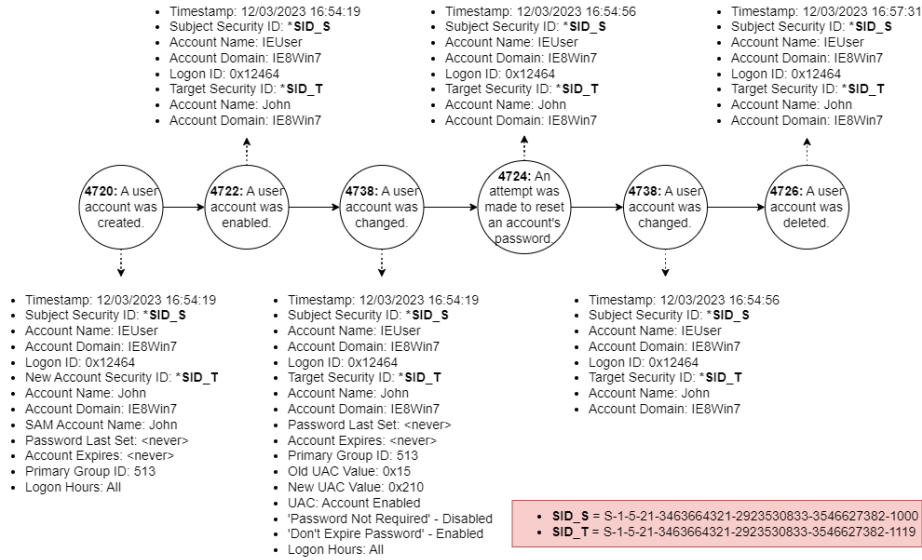 • Timestamp: 12/03/2023 16:54:19
• Subject Security ID: *SID_S
• Account Name: IEUser
• Account Domain: IE8Win7
• Logon ID: 0x12464
• Target Security ID: *SID_T
• Account Name: John
• Account Domain: IE8Win7
• Timestamp: 12/03/2023 16:54:56
• Subject Security ID: *SID_S
• Account Name: IEUser
• Account Domain: IE8Win7
• Logon ID: 0x12464
• Target Security ID: *SID_T
• Account Name: John
• Account Domain: IE8Win7
• Timestamp: 12/03/2023 16:57:31
• Subject Security ID: *SID_S
• Account Name: IEUser
• Account Domain: IE8Win7
• Logon ID: 0x12464
• Target Security ID: *SID_T
• Account Name: John
• Account Domain: IE8Win7
4720: A user
account was
created.
4722: A user
account was
enabled.
4738: A user
account was
changed.
4724: An
attempt was
made to reset
an account's
password.
4738: A user
account was
changed.
4726: A user
account was
deleted.
• Timestamp: 12/03/2023 16:54:19
• Subject Security ID: *SID_S
• Account Name: IEUser
• Account Domain: IE8Win7
• Logon ID: 0x12464
• New Account Security ID: *SID_T
• Account Name: John
• Account Domain: IE8Win7
• SAM Account Name: John
• Password Last Set: <never>
• Account Expires: <never>
• Primary Group ID: 513
• Logon Hours: All
• Timestamp: 12/03/2023 16:54:19
• Subject Security ID: *SID_S
• Account Name: IEUser
• Account Domain: IE8Win7
• Logon ID: 0x12464
• Target Security ID: *SID_T
• Account Name: John
• Account Domain: IE8Win7
• Password Last Set: <never>
• Account Expires: <never>
• Primary Group ID: 513
• Old UAC Value: 0x15
• New UAC Value: 0x210
• UAC: Account Enabled
• 'Password Not Required' - Disabled
• 'Don't Expire Password' - Enabled
• Logon Hours: All
• Timestamp: 12/03/2023 16:54:56
• Subject Security ID: *SID_S
• Account Name: IEUser
• Account Domain: IE8Win7
• Logon ID: 0x12464
• Target Security ID: *SID_T
• Account Name: John
• Account Domain: IE8Win7
• SID_S = S-1-5-21-3463664321-2923530833-3546627382-1000
• SID_T = S-1-5-21-3463664321-2923530833-3546627382-1119